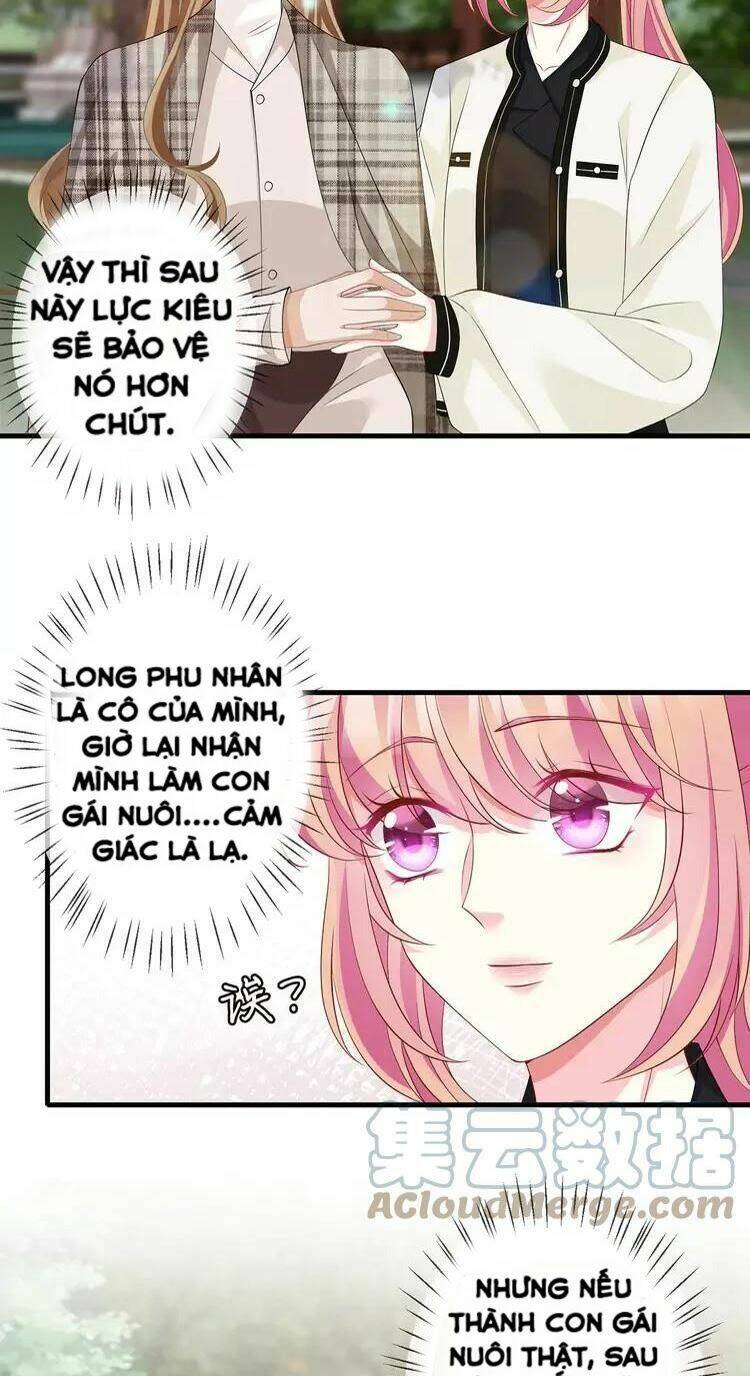 VẬY THÌ SAU
NÀY LỰC KIÊU
SẼ BẢO VỆ
NÓ HƠN
CHÚT.
LONG PHU NHÂN
LÀ CÔ CỦA MÌNH,
GIỜ LẠI NHẬN
MÌNH LÀM CON
GÁI NUÔI....CẢM
GIÁC LÀ LẠ.
诶?
集云数据
ACloudMerge.com
NHƯNG NẾU
THÀNH CON GÁI
NUÔI THẬT, SAU